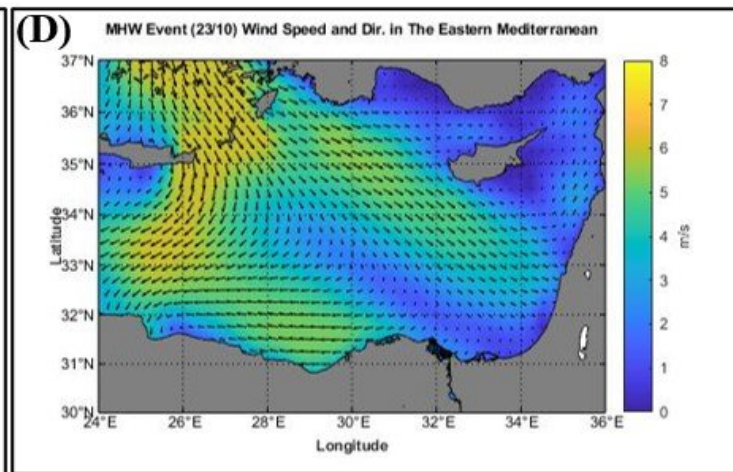 (D) MHW Event (23/10) Wind Speed and Dir. in The Eastern Mediterranean
37°N
36°N
35°N
34°N
33°N
32°N
31°N
30°N
Latitude
24°E 26°E 28°E 30°E 32°E 34°E 36°E
Longitude
8
7
6
5
4
3
2
1
0
m/s